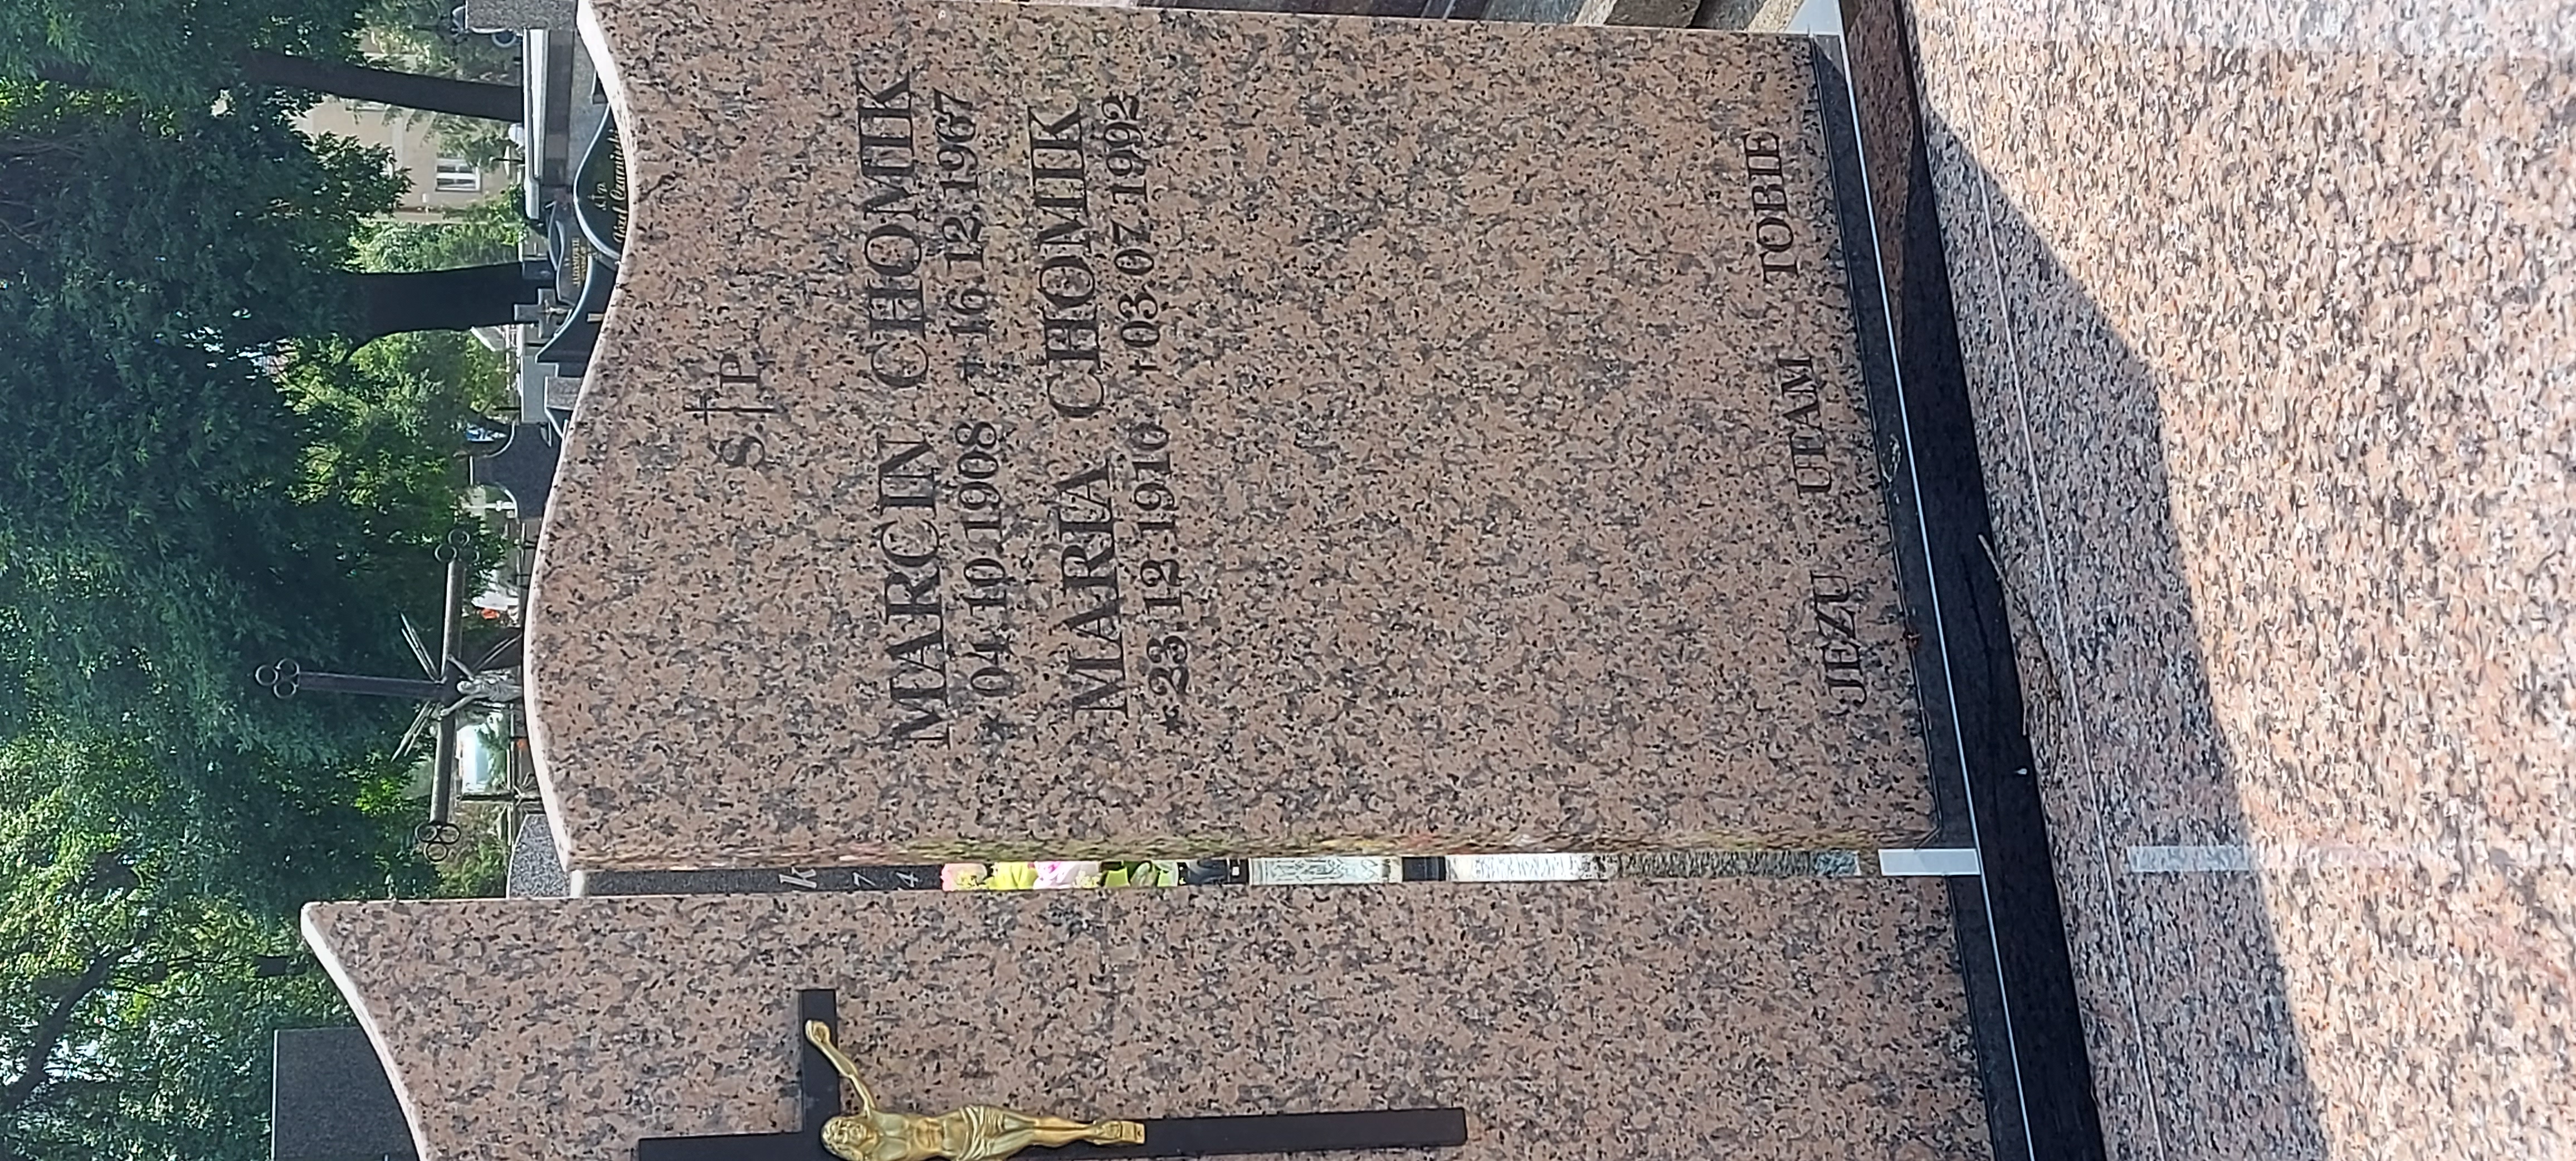 Ś†P
MARCIN CHOMIK
*04.10.1908 †16.12.1967
MARIA CHOMIK
*23.12.1910 †03.07.1992
JEZU UFAM TOBIE